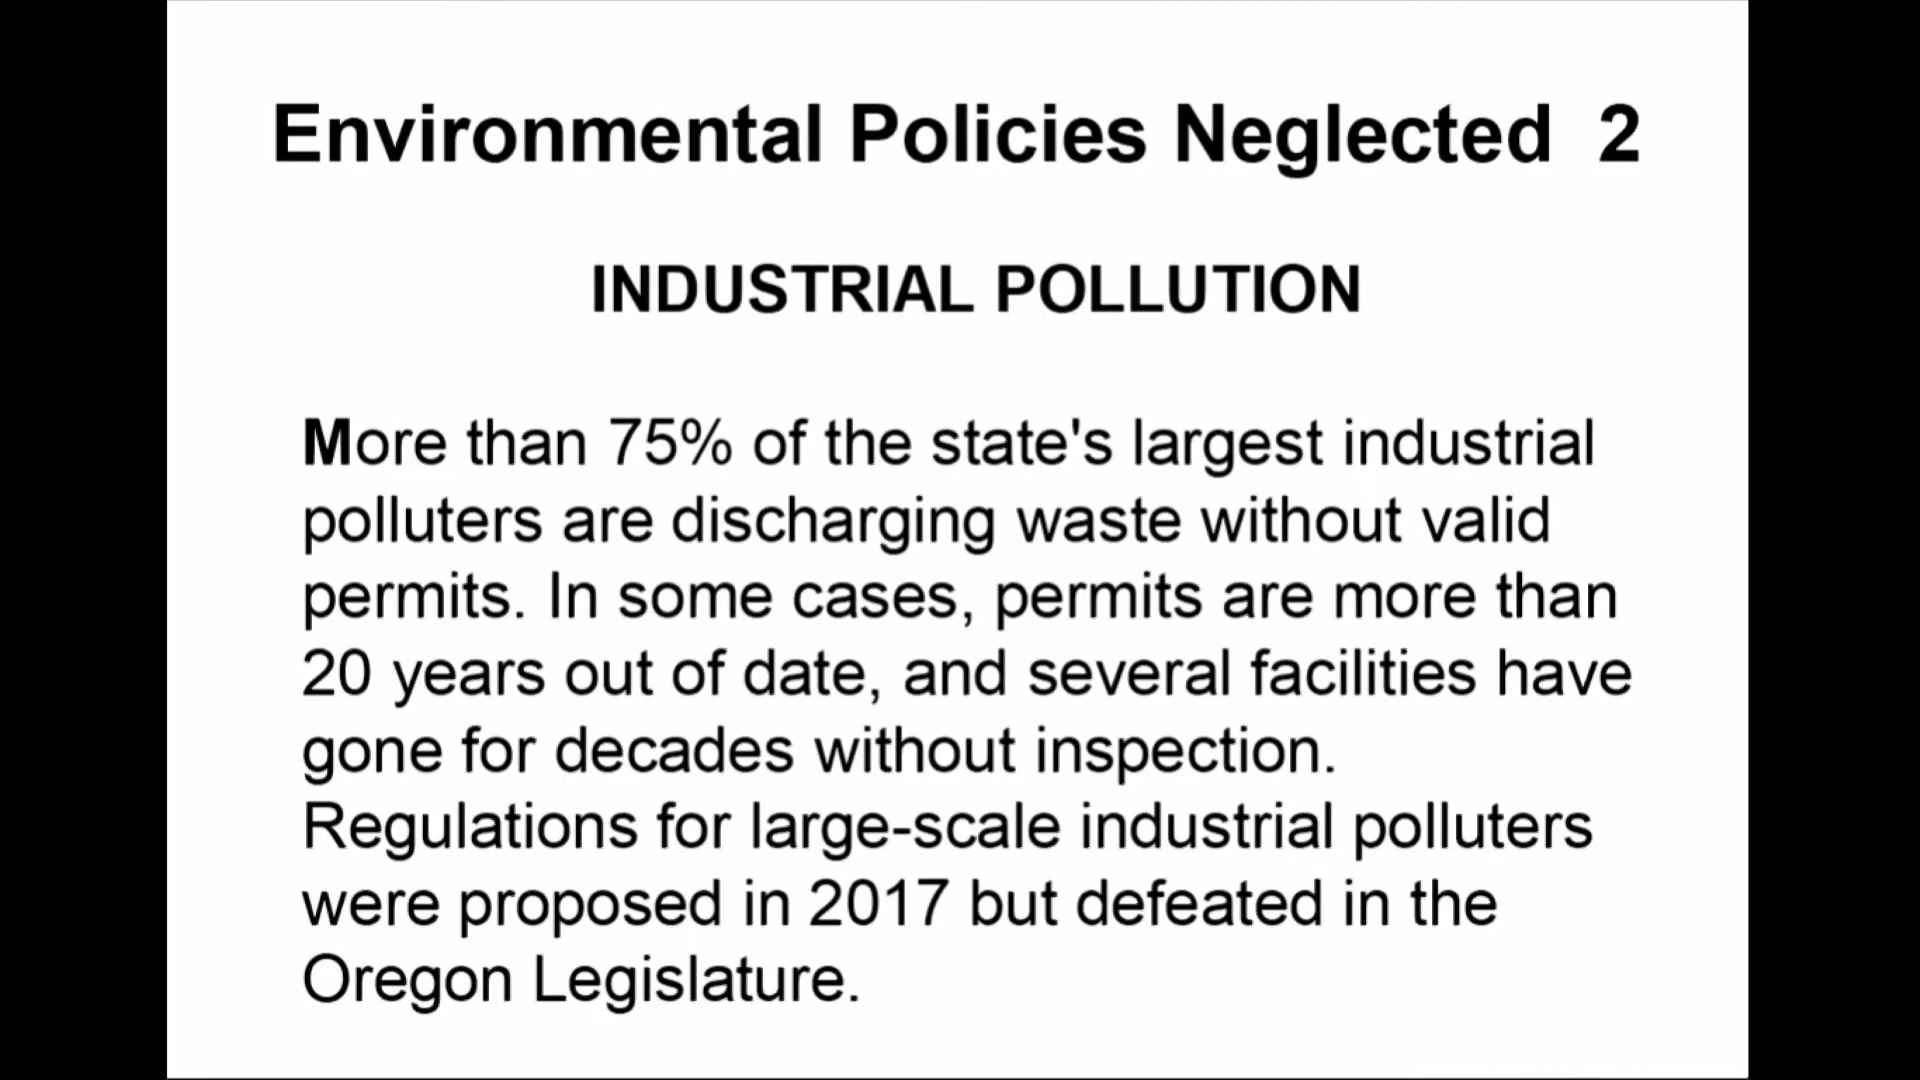 Environmental Policies Neglected 2
INDUSTRIAL POLLUTION
More than 75% of the state's largest industrial
polluters are discharging waste without valid
permits. In some cases, permits are more than
20 years out of date, and several facilities have
gone for decades without inspection.
Regulations for large-scale industrial polluters
were proposed in 2017 but defeated in the
Oregon Legislature.